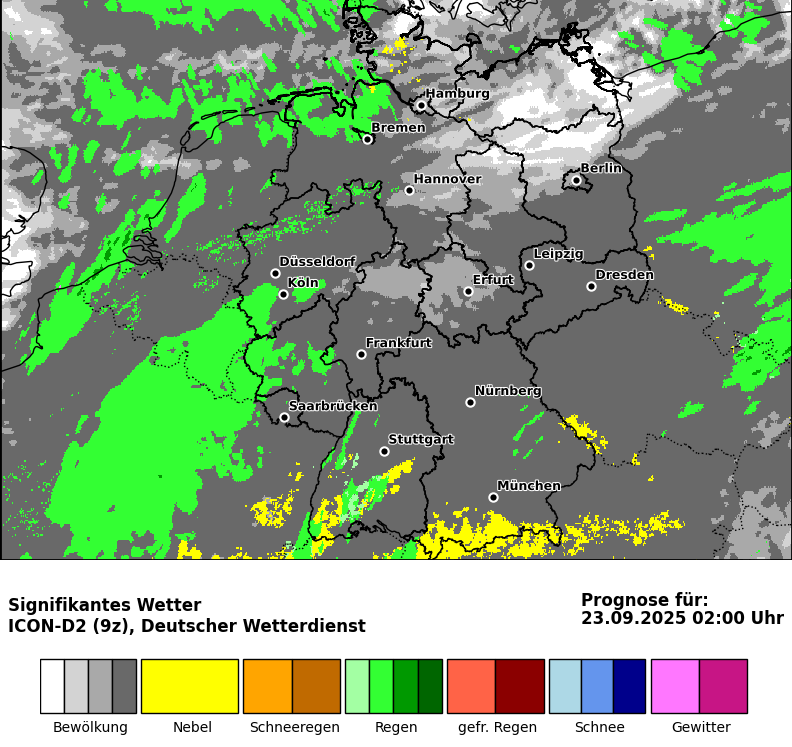 Hamburg
Bremen
Berlin
Hannover
Leipzig
Düsseldorf
Dresden
Köln
Erfurt
Frankfurt
Nürnberg
Saarbrücken
Stuttgart
München
Signifikantes Wetter
ICON-D2 (9z), Deutscher Wetterdienst
Prognose für:
23.09.2025 02:00 Uhr
Bewölkung
Nebel
Schneeregen
Regen
gefr. Regen
Schnee
Gewitter